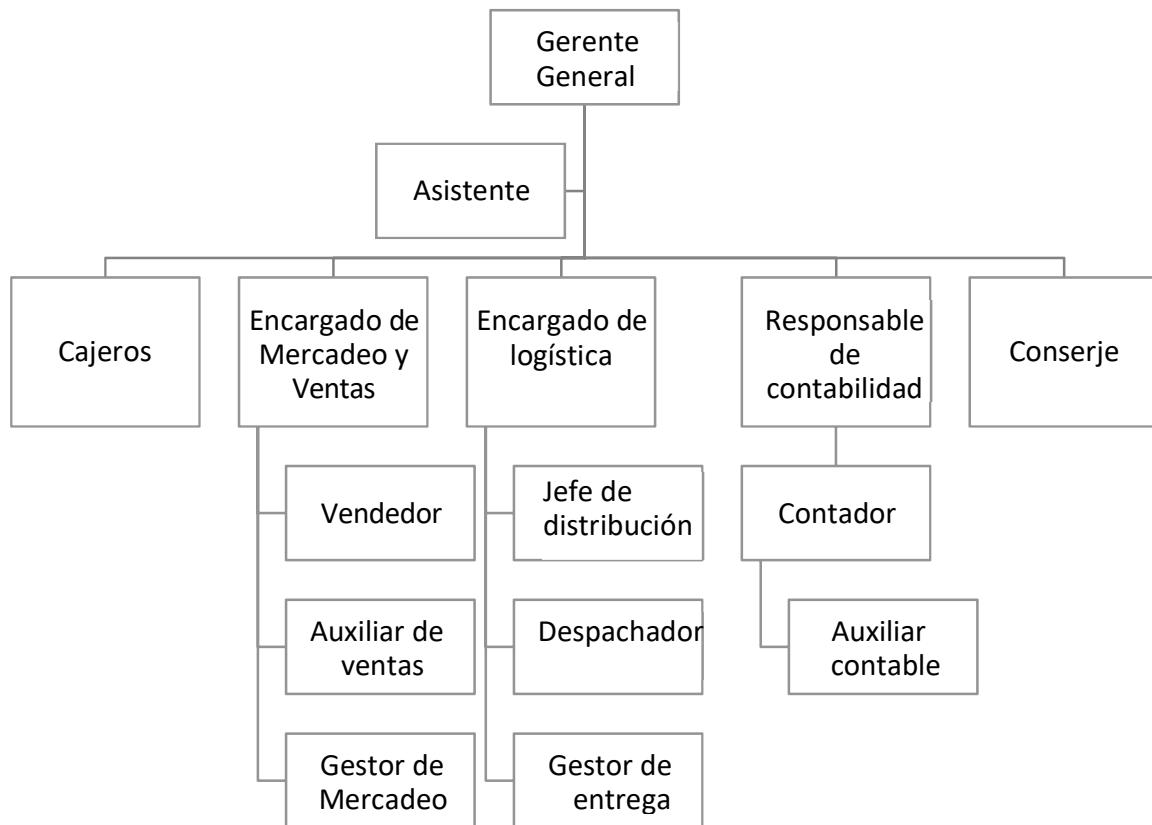 Gerente
General
Asistente
Cajeros
Encargado de
Mercadeo y
Ventas
Encargado de
logística
Responsable
de
contabilidad
Conserje
Vendedor
Jefe de
distribución
Contador
Auxiliar de
ventas
Despachador
Auxiliar
contable
Gestor de
Mercadeo
Gestor de
entrega